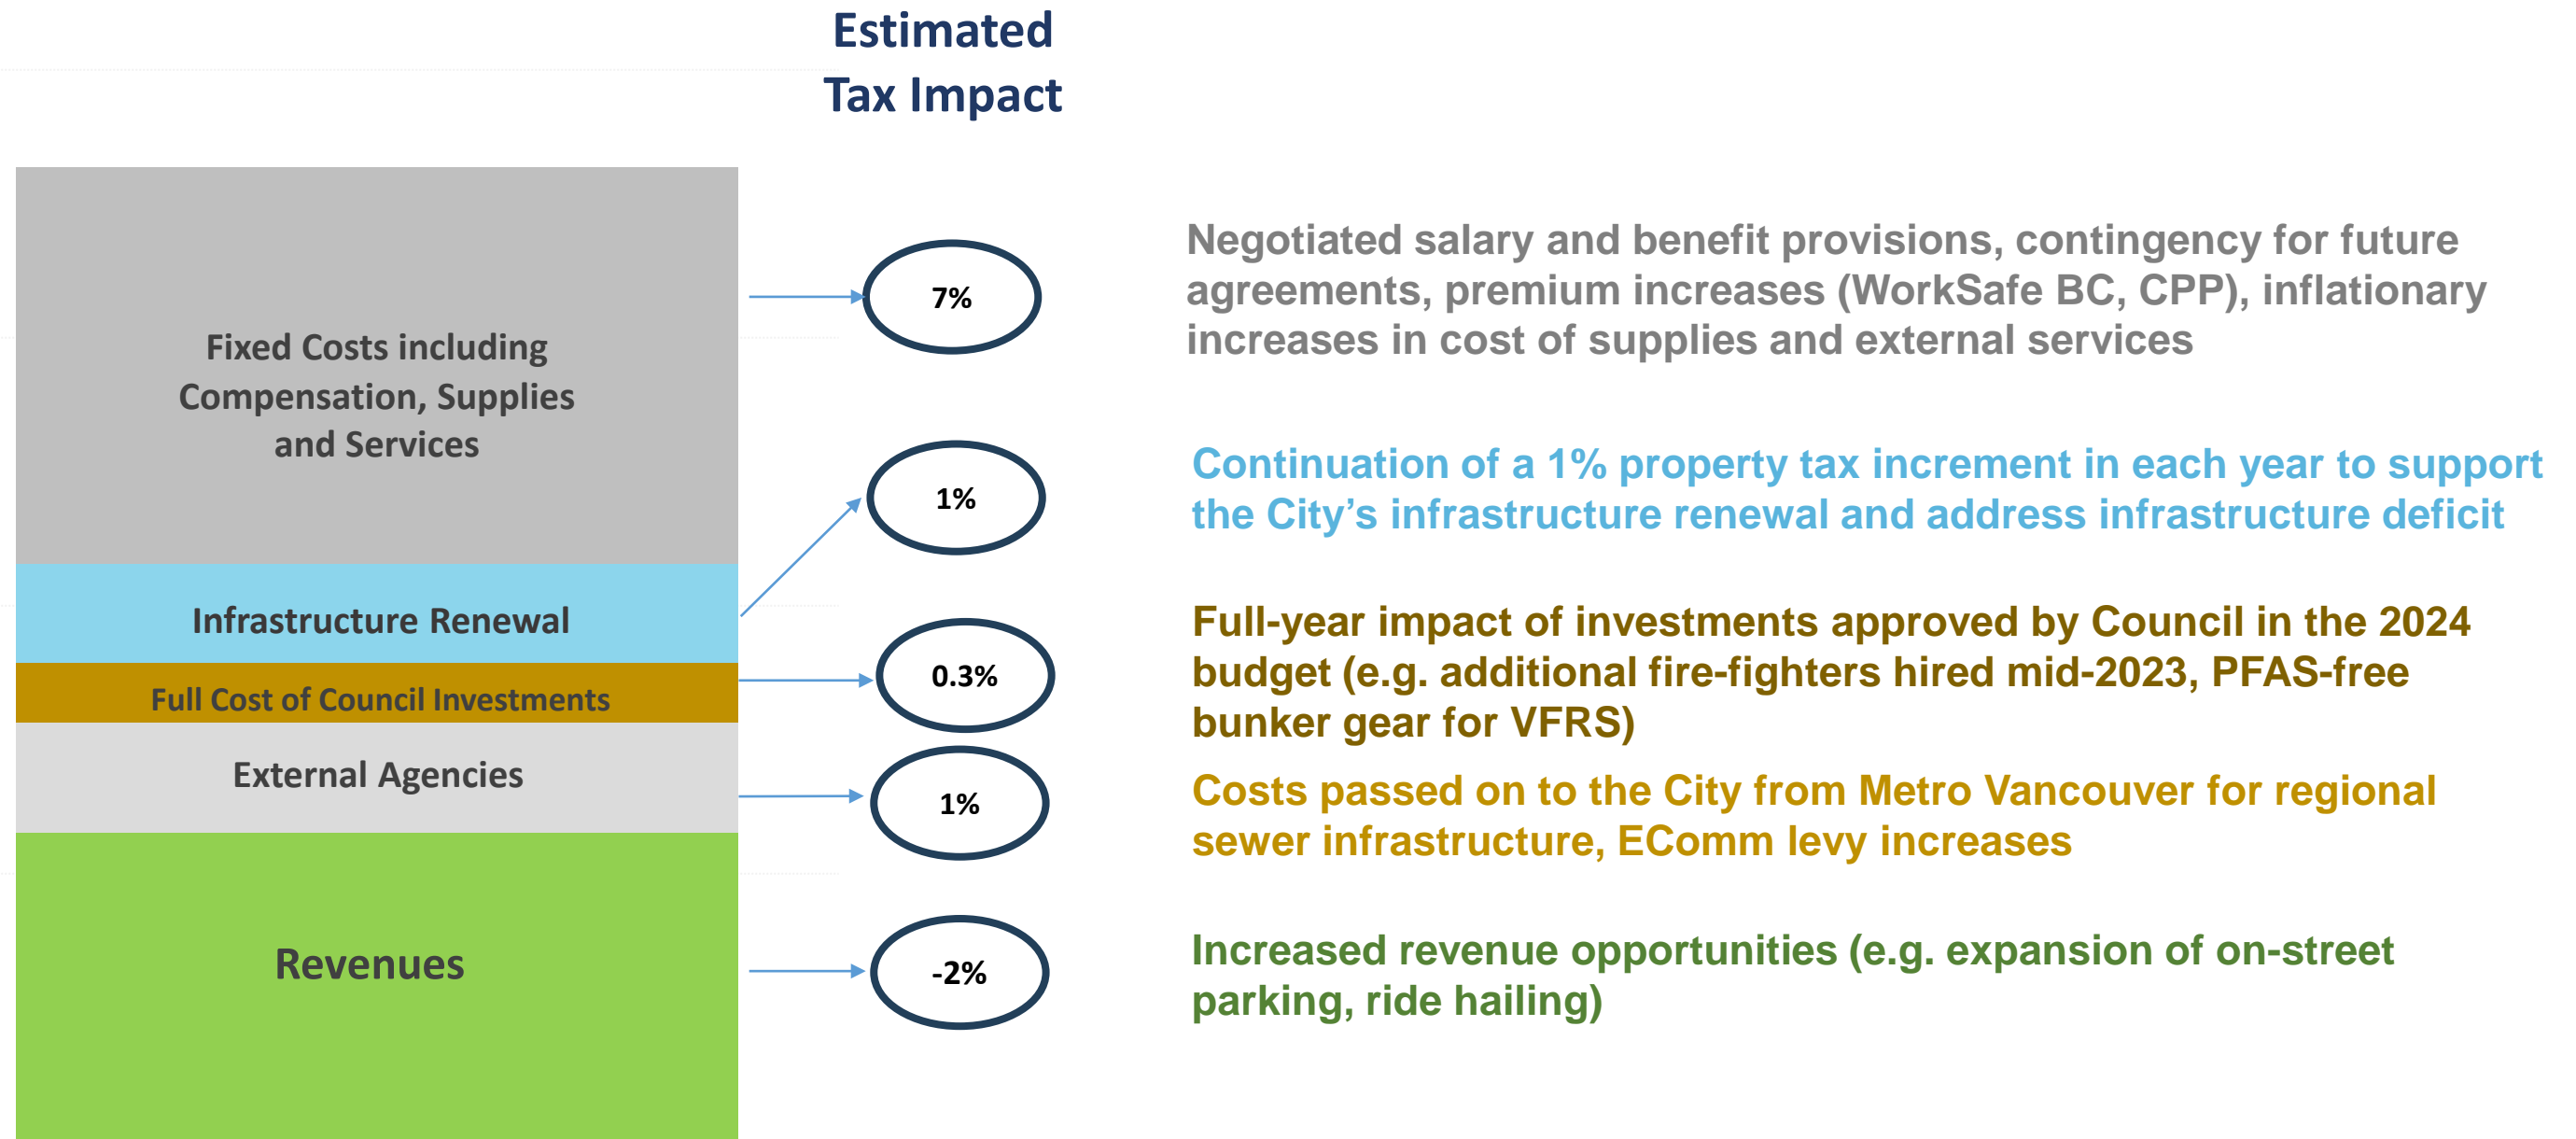 Estimated
Tax Impact
Fixed Costs including
Compensation, Supplies
and Services
7%
Negotiated salary and benefit provisions, contingency for future
agreements, premium increases (WorkSafe BC, CPP), inflationary
increases in cost of supplies and external services
Infrastructure Renewal
1%
Continuation of a 1% property tax increment in each year to support
the City’s infrastructure renewal and address infrastructure deficit
Full Cost of Council Investments
0.3%
Full-year impact of investments approved by Council in the 2024
budget (e.g. additional fire-fighters hired mid-2023, PFAS-free
bunker gear for VFRS)
External Agencies
1%
Costs passed on to the City from Metro Vancouver for regional
sewer infrastructure, EComm levy increases
Revenues
-2%
Increased revenue opportunities (e.g. expansion of on-street
parking, ride hailing)